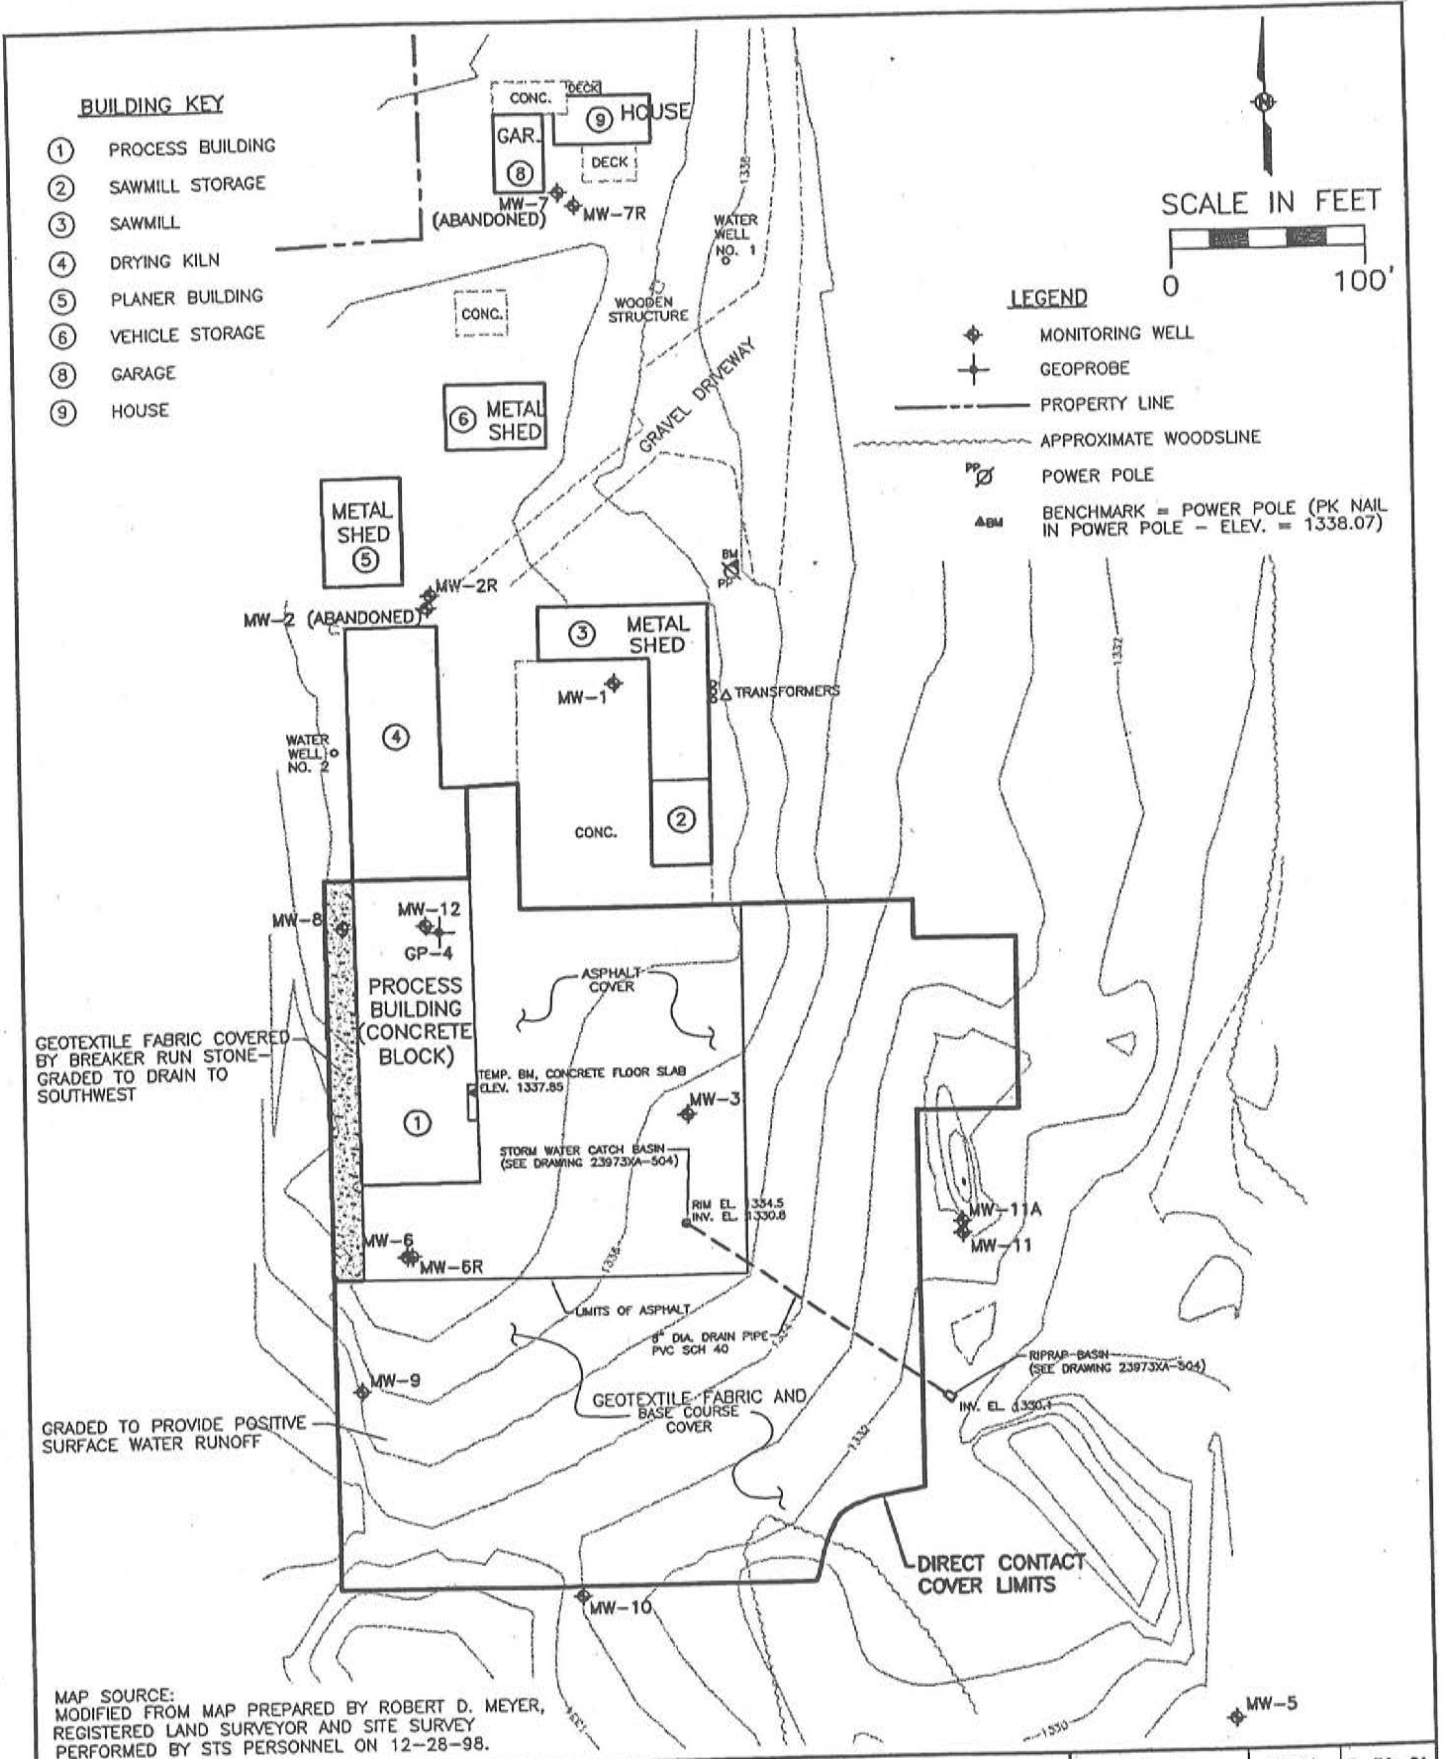 BUILDING KEY
1 PROCESS BUILDING
2 SAWMILL STORAGE
3 SAWMILL
4 DRYING KILN
5 PLANER BUILDING
6 VEHICLE STORAGE
8 GARAGE
9 HOUSE
CONC.
DECK
9 HOUSE
GAR.
8
DECK
MW-7
(ABANDONED)
MW-7R
1338
WATER
WELL
NO. 1
N
SCALE IN FEET
0 100'
LEGEND
MONITORING WELL
GEOPROBE
PROPERTY LINE
APPROXIMATE WOODSLINE
PP POWER POLE
BM BENCHMARK = POWER POLE (PK NAIL
IN POWER POLE - ELEV. = 1338.07)
CONC.
WOODEN
STRUCTURE
GRAVEL DRIVEWAY
6 METAL
SHED
METAL
SHED
5
BM
PP
MW-2R
MW-2 (ABANDONED)
3 METAL
SHED
MW-1
TRANSFORMERS
1332
4
WATER
WELL
NO. 2
CONC.
2
MW-8
MW-12
GP-4
PROCESS
BUILDING
(CONCRETE
BLOCK)
1
ASPHALT
COVER
GEOTEXTILE FABRIC COVERED
BY BREAKER RUN STONE-
GRADED TO DRAIN TO
SOUTHWEST
TEMP. BM, CONCRETE FLOOR SLAB
ELEV. 1337.85
MW-3
STORM WATER CATCH BASIN
(SEE DRAWING 23973XA-504)
RIM EL. 1334.5
INV. EL. 1330.8
MW-11A
MW-11
MW-6
MW-6R
1336
LIMITS OF ASPHALT
8" DIA. DRAIN PIPE
PVC SCH 40
1334
RIPRAP BASIN
(SEE DRAWING 23973XA-504)
INV. EL. 1330.1
MW-9
GEOTEXTILE FABRIC AND
BASE COURSE
COVER
GRADED TO PROVIDE POSITIVE
SURFACE WATER RUNOFF
1332
DIRECT CONTACT
COVER LIMITS
MW-10
MW-5
1330
MAP SOURCE:
MODIFIED FROM MAP PREPARED BY ROBERT D. MEYER,
REGISTERED LAND SURVEYOR AND SITE SURVEY
PERFORMED BY STS PERSONNEL ON 12-28-98.